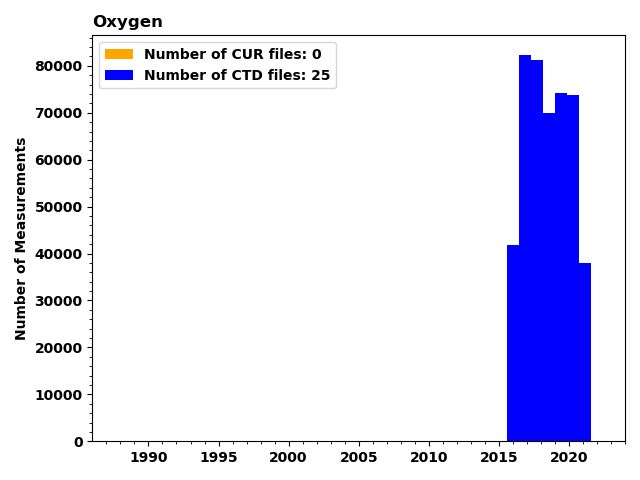 Oxygen
Number of CUR files: 0
Number of CTD files: 25
Number of Measurements
80000
70000
60000
50000
40000
30000
20000
10000
0
1990 1995 2000 2005 2010 2015 2020